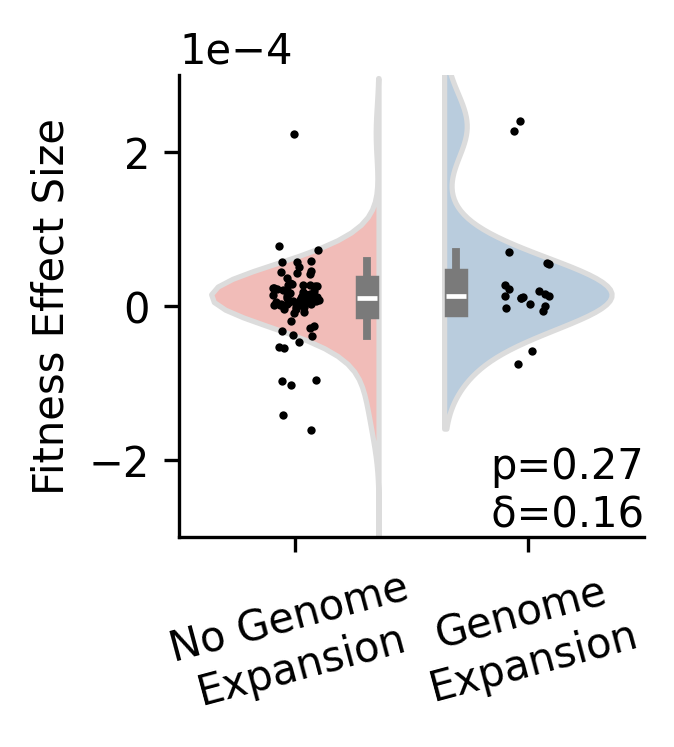 1e−4
Fitness Effect Size
2
0
−2
p=0.27
δ=0.16
No Genome
Expansion
Genome
Expansion